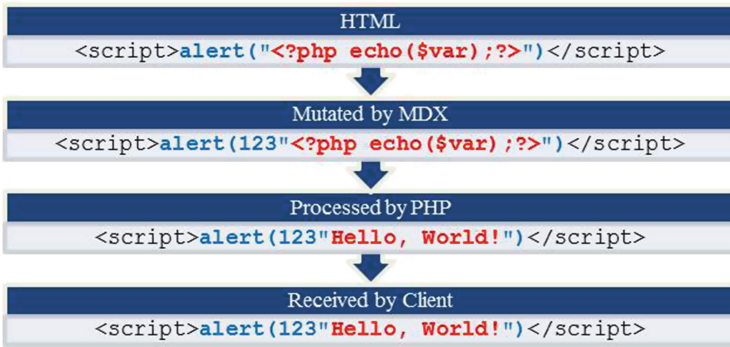 HTML
<script>alert("<?php echo($var);?>")</script>
Mutated by MDX
<script>alert(123"<?php echo($var);?>")</script>
Processed by PHP
<script>alert(123"Hello, World!")</script>
Received by Client
<script>alert(123"Hello, World!")</script>